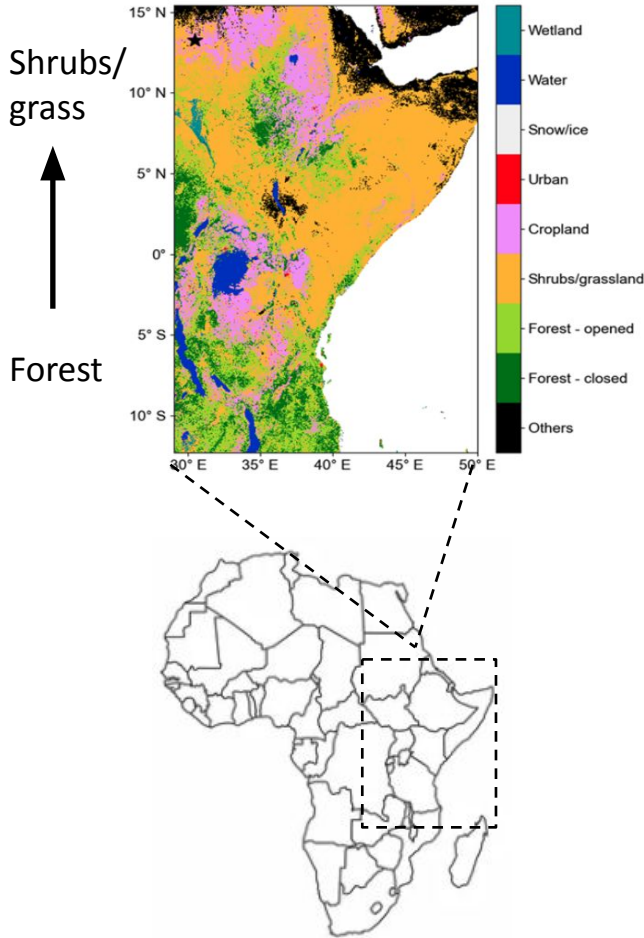 Shrubs/
grass
Forest
15° N
10° N
5° N
0°
5° S
10° S
30° E
35° E
40° E
45° E
50° E
Wetland
Water
Snow/ice
Urban
Cropland
Shrubs/grassland
Forest - opened
Forest - closed
Others